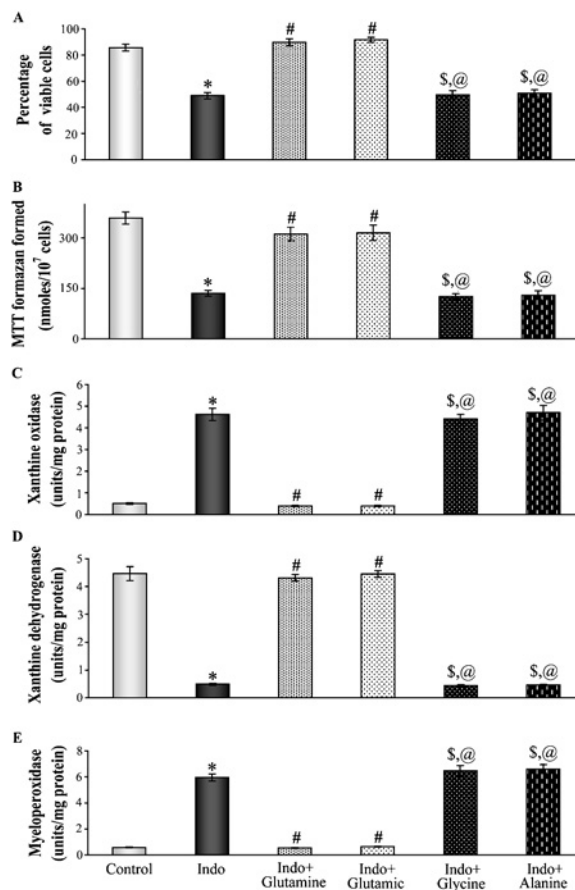 A
Percentage
of viable cells
100
80
60
40
20
0
*
#
#
$,@
$,@
B
MTT formazan formed
(nmoles/10⁷ cells)
300
150
0
*
#
#
$,@
$,@
C
Xanthine oxidase
(units/mg protein)
6
5
4
3
2
1
0
*
#
#
$,@
$,@
D
Xanthine dehydrogenase
(units/mg protein)
5
4
3
2
1
0
*
#
#
$,@
$,@
E
Myeloperoxidase
(units/mg protein)
8
6
4
2
0
*
#
#
$,@
$,@
Control
Indo
Indo+
Glutamine
Indo+
Glutamic
Indo+
Glycine
Indo+
Alanine